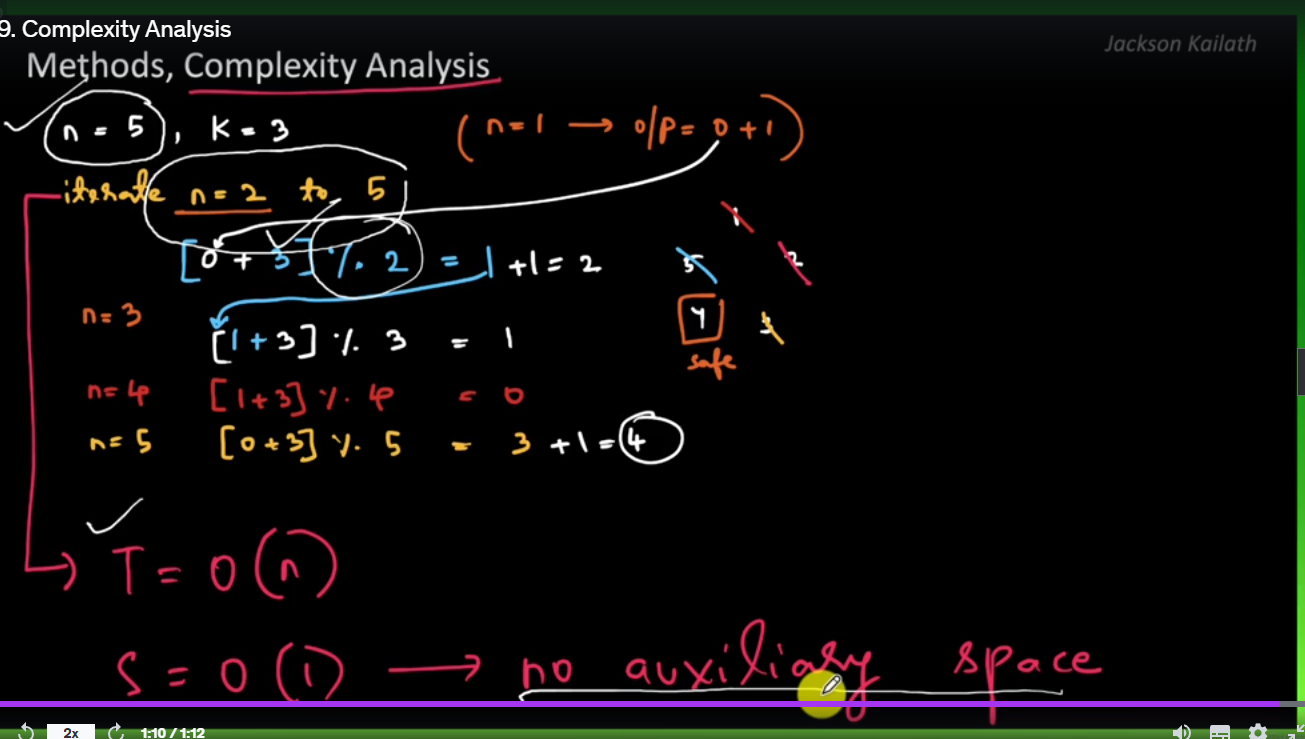 9. Complexity Analysis
Jackson Kailath
Methods, Complexity Analysis
n = 5, K = 3 (n=1 → o/p = 0 + 1)
iterate n = 2 to 5
[0 + 3] % 2 = 1 +1 = 2
n= 3 [1 + 3] % 3 = 1
n= 4 [1 + 3] % 4 = 0
n= 5 [0 + 3] % 5 = 3 +1 = 4
1
5 2
4 3
safe
T = O(n)
S = O(1) → no auxiliary space
2x 1:10 / 1:12